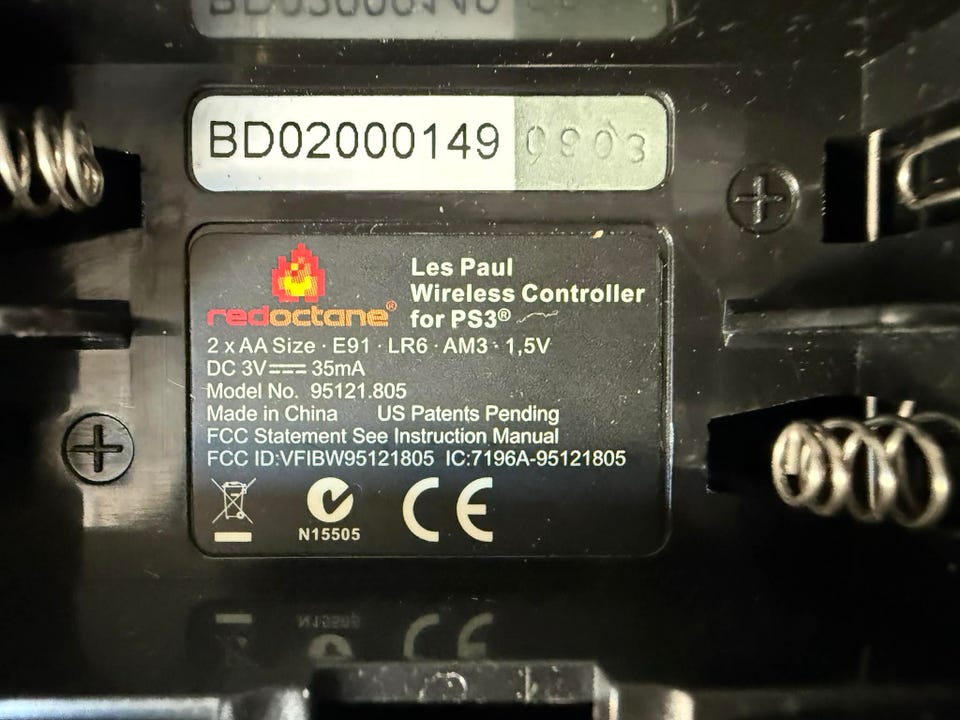 BD02000149 0803
redoctane®
Les Paul
Wireless Controller
for PS3®
2 x AA Size · E91 · LR6 · AM3 · 1,5V
DC 3V 35mA
Model No. 95121.805
Made in China US Patents Pending
FCC Statement See Instruction Manual
FCC ID:VFIBW95121805 IC:7196A-95121805
N15505
CE